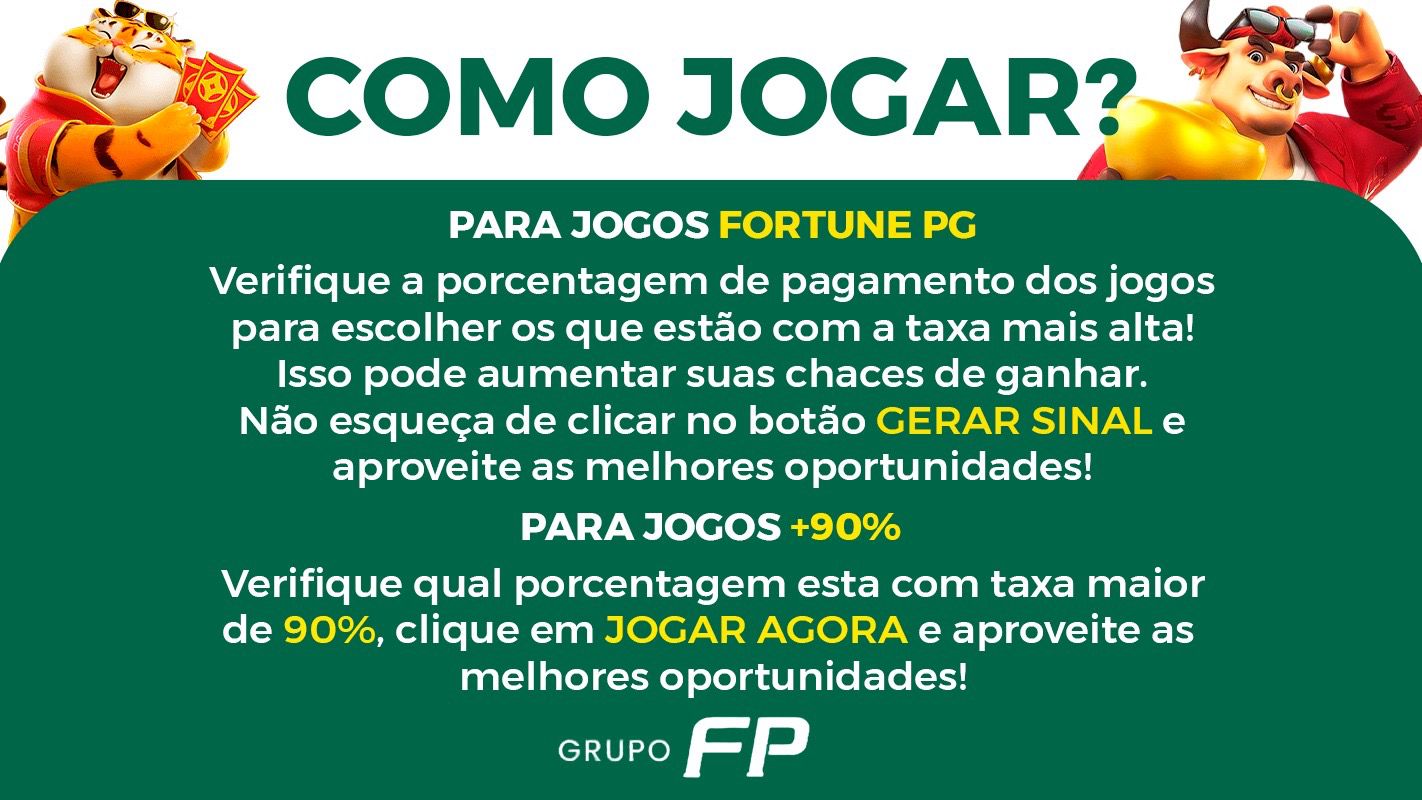 COMO JOGAR?
PARA JOGOS FORTUNE PG
Verifique a porcentagem de pagamento dos jogos
para escolher os que estão com a taxa mais alta!
Isso pode aumentar suas chaces de ganhar.
Não esqueça de clicar no botão GERAR SINAL e
aproveite as melhores oportunidades!
PARA JOGOS +90%
Verifique qual porcentagem esta com taxa maior
de 90%, clique em JOGAR AGORA e aproveite as
melhores oportunidades!
GRUPO FP